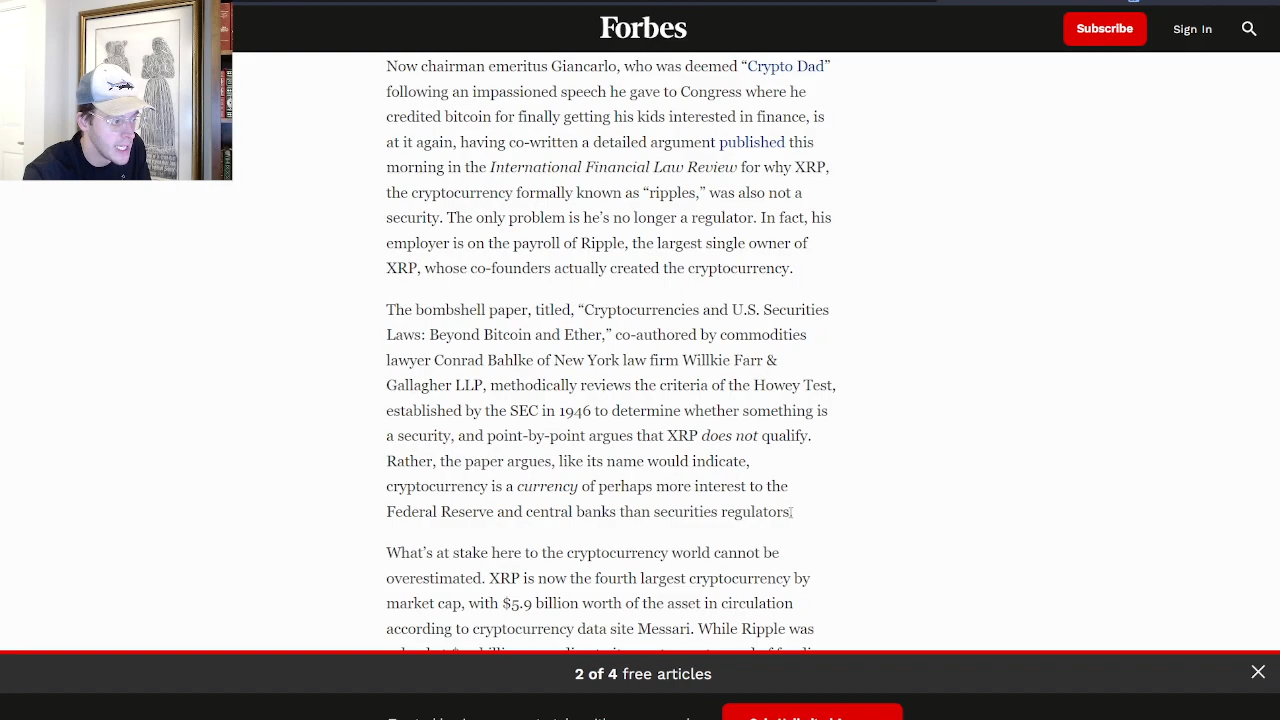 Forbes
Subscribe
Sign In
Now chairman emeritus Giancarlo, who was deemed “Crypto Dad”
following an impassioned speech he gave to Congress where he
credited bitcoin for finally getting his kids interested in finance, is
at it again, having co-written a detailed argument published this
morning in the International Financial Law Review for why XRP,
the cryptocurrency formally known as “ripples,” was also not a
security. The only problem is he’s no longer a regulator. In fact, his
employer is on the payroll of Ripple, the largest single owner of
XRP, whose co-founders actually created the cryptocurrency.
The bombshell paper, titled, “Cryptocurrencies and U.S. Securities
Laws: Beyond Bitcoin and Ether,” co-authored by commodities
lawyer Conrad Bahlke of New York law firm Willkie Farr &
Gallagher LLP, methodically reviews the criteria of the Howey Test,
established by the SEC in 1946 to determine whether something is
a security, and point-by-point argues that XRP does not qualify.
Rather, the paper argues, like its name would indicate,
cryptocurrency is a currency of perhaps more interest to the
Federal Reserve and central banks than securities regulators.
What’s at stake here to the cryptocurrency world cannot be
overestimated. XRP is now the fourth largest cryptocurrency by
market cap, with $5.9 billion worth of the asset in circulation
according to cryptocurrency data site Messari. While Ripple was
2 of 4 free articles